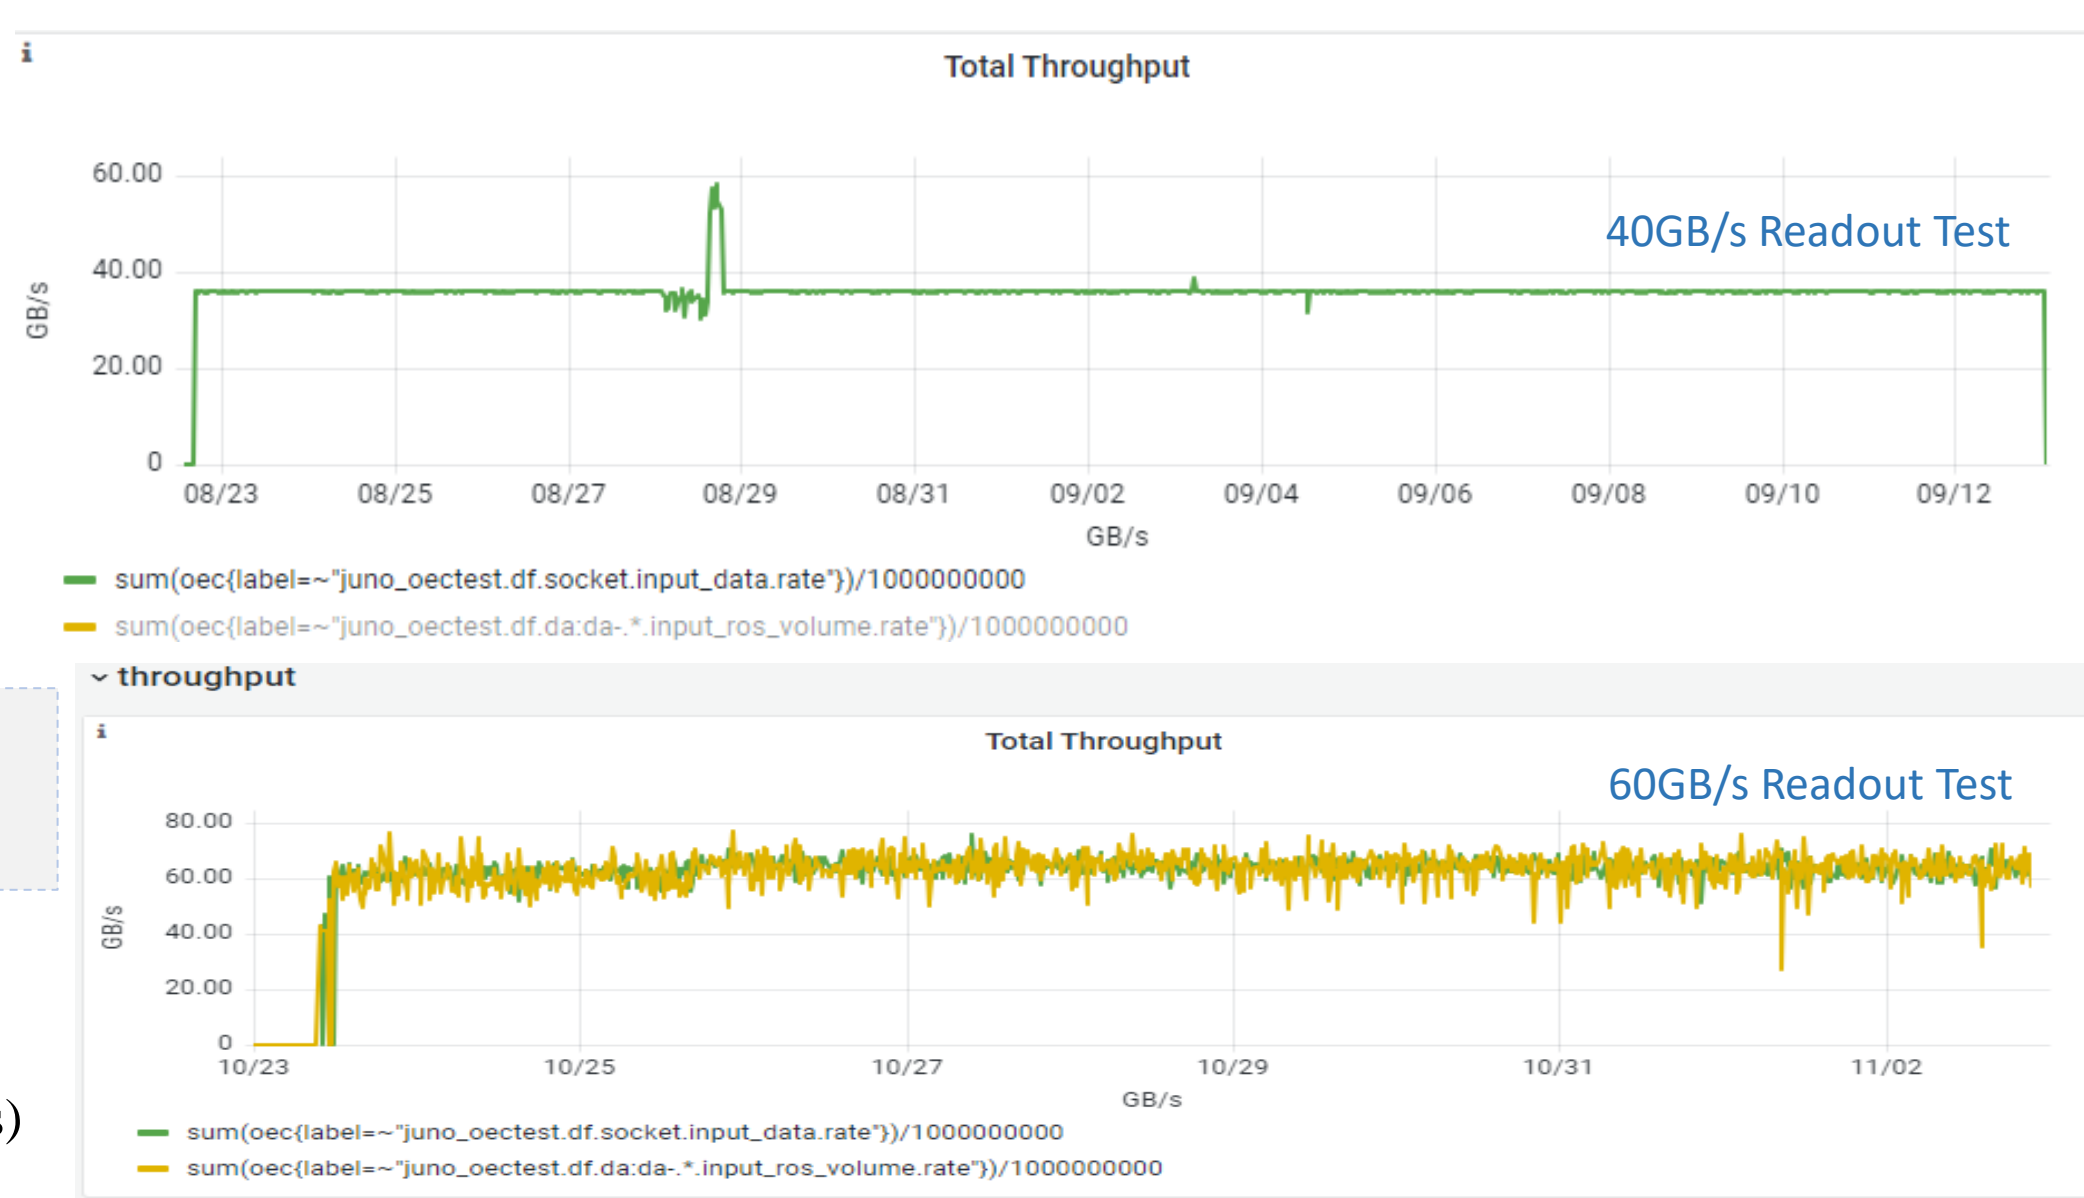 i
Total Throughput
60.00
40GB/s Readout Test
40.00
GB/s
20.00
0
08/23 08/25 08/27 08/29 08/31 09/02 09/04 09/06 09/08 09/10 09/12
GB/s
sum(oec{label=~"juno_oectest.df.socket.input_data.rate"})/1000000000
sum(oec{label=~"juno_oectest.df.da:da-.*.input_ros_volume.rate"})/1000000000
throughput
i
Total Throughput
60GB/s Readout Test
80.00
60.00
GB/s
40.00
20.00
0
10/23 10/25 10/27 10/29 10/31 11/02
GB/s
s)
sum(oec{label=~"juno_oectest.df.socket.input_data.rate"})/1000000000
sum(oec{label=~"juno_oectest.df.da:da-.*.input_ros_volume.rate"})/1000000000